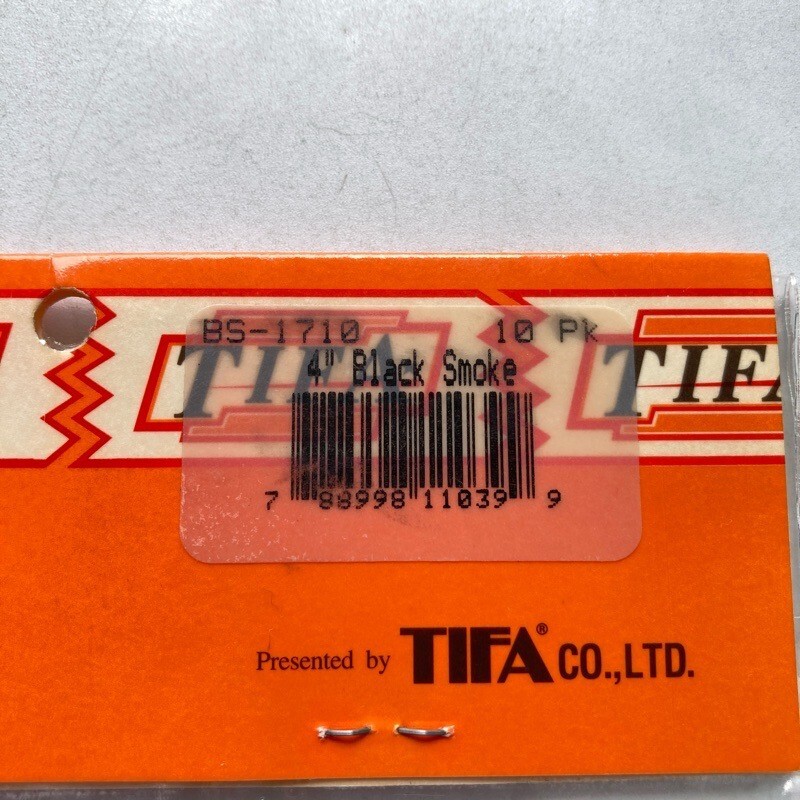 BS-1710 10 Pk
4" Black Smoke
TIFA TIFA
7 88998 11039 9
Presented by TIFA® CO.,LTD.